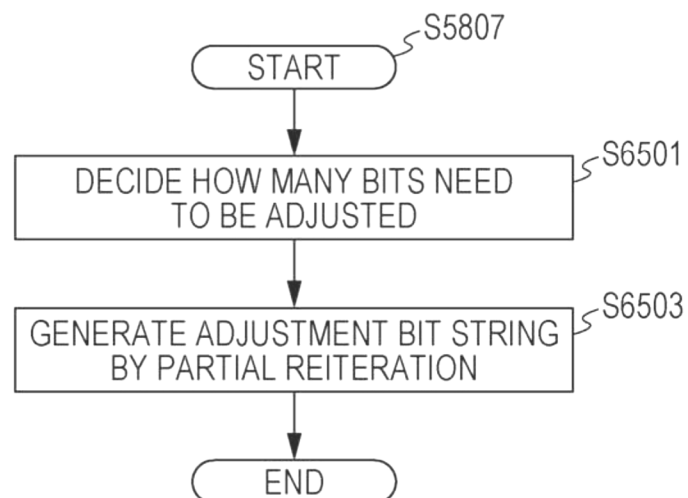 S5807
START
S6501
DECIDE HOW MANY BITS NEED
TO BE ADJUSTED
S6503
GENERATE ADJUSTMENT BIT STRING
BY PARTIAL REITERATION
END